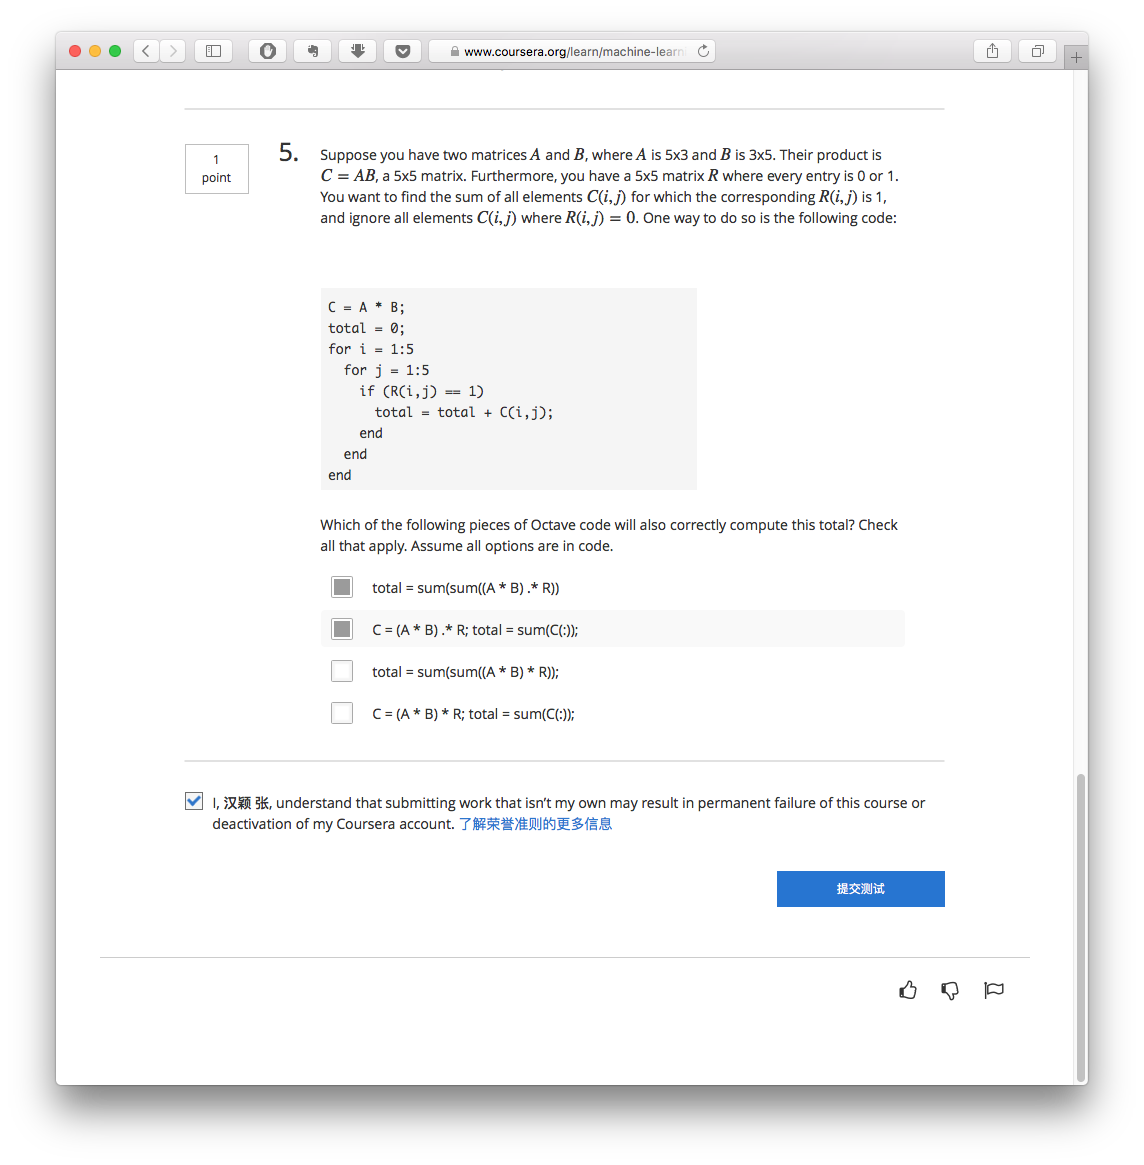 www.coursera.org/learn/machine-learn
1
point
5.
Suppose you have two matrices A and B, where A is 5x3 and B is 3x5. Their product is
C = AB, a 5x5 matrix. Furthermore, you have a 5x5 matrix R where every entry is 0 or 1.
You want to find the sum of all elements C(i, j) for which the corresponding R(i, j) is 1,
and ignore all elements C(i, j) where R(i, j) = 0. One way to do so is the following code:
C = A * B;
total = 0;
for i = 1:5
  for j = 1:5
    if (R(i,j) == 1)
      total = total + C(i,j);
    end
  end
end
Which of the following pieces of Octave code will also correctly compute this total? Check
all that apply. Assume all options are in code.
total = sum(sum((A * B) .* R))
C = (A * B) .* R; total = sum(C(:));
total = sum(sum((A * B) * R));
C = (A * B) * R; total = sum(C(:));
I, 汉颖 张, understand that submitting work that isn’t my own may result in permanent failure of this course or
deactivation of my Coursera account. 了解荣誉准则的更多信息
提交测试